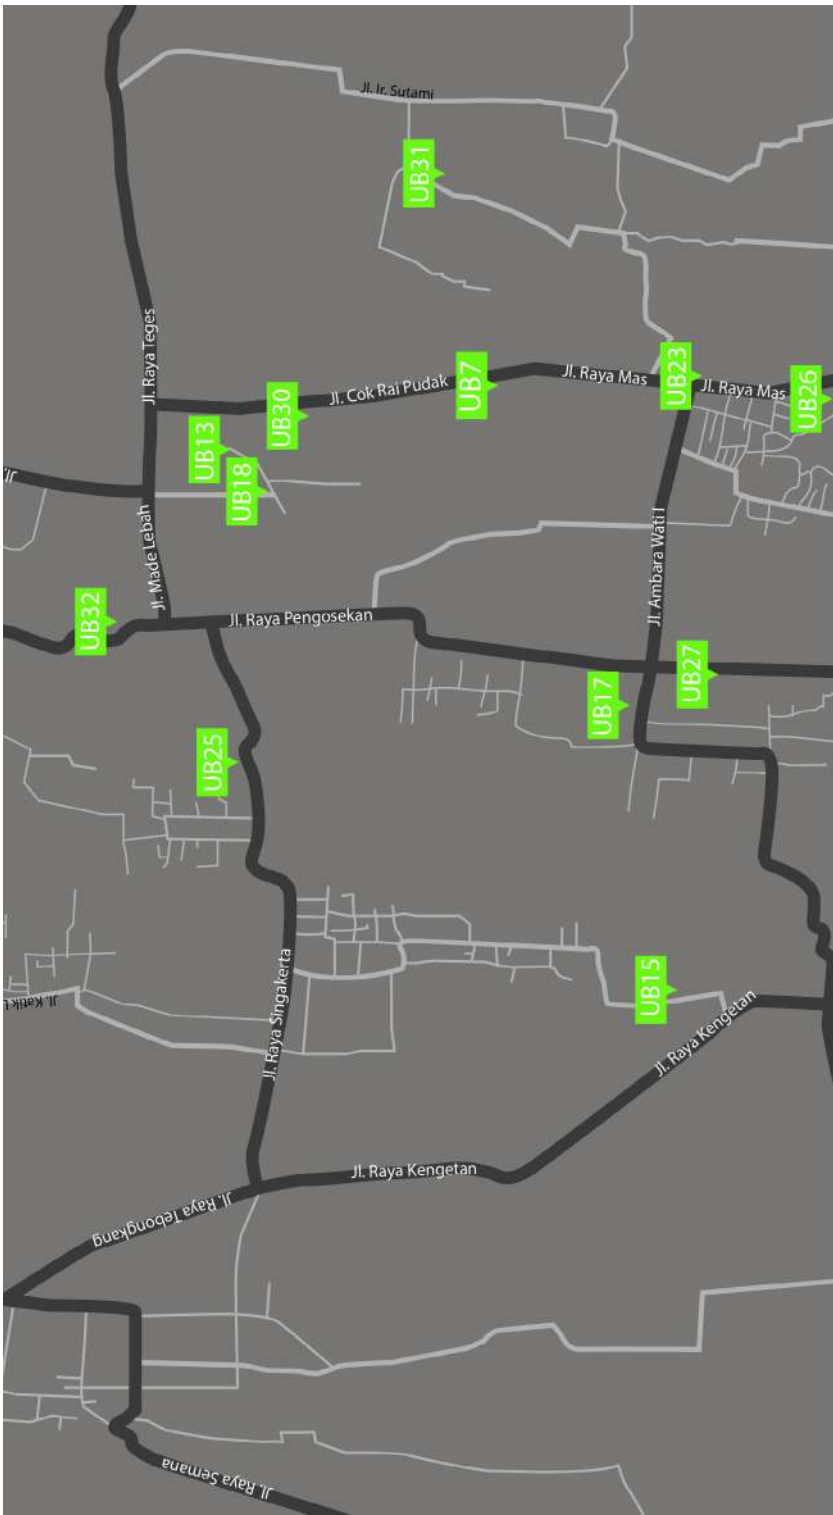 Jl. Ir. Sutami
UB31
Jl. Raya Teges
UB30
Jl. Cok Rai Pudak
UB7
Jl. Raya Mas
UB23
Jl. Raya Mas
UB26
UB13
UB18
Jl.
Jl. Made Lebah
Jl. Ambara Wati I
UB32
Jl. Raya Pengosekan
UB17
UB27
UB25
Jl. Raya Singakerta
UB15
Jl. Raya Kengetan
Jl. Raya Kengetan
Jl. Raya Tebongkang
Jl. Raya Semana